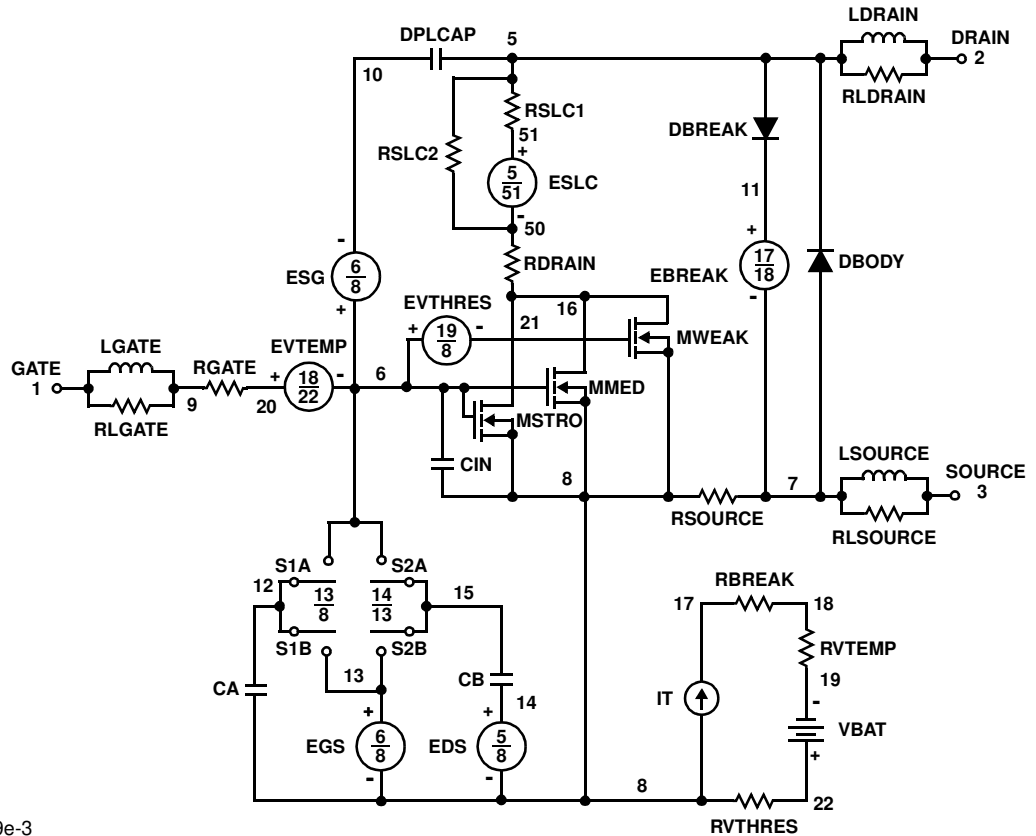 LDRAIN
DPLCAP
5
DRAIN
2
10
RLDRAIN
RSLC1
DBREAK
51
+
RSLC2
5
51
ESLC
11
-
50
-
+
RDRAIN
17
18
EBREAK
DBODY
ESG
6
8
EVTHRES
16
-
+
+
19
8
-
21
MWEAK
LGATE
EVTEMP
GATE
1
RGATE
+
18
22
-
6
MMED
9
20
MSTRO
RLGATE
LSOURCE
CIN
8
7
SOURCE
3
RSOURCE
RLSOURCE
S1A
S2A
12
13
8
14
13
15
RBREAK
17
18
S1B
S2B
RVTEMP
13
CB
19
CA
14
IT
-
+
+
VBAT
EGS
6
8
EDS
5
8
+
-
-
8
22
RVTHRES
9e-3